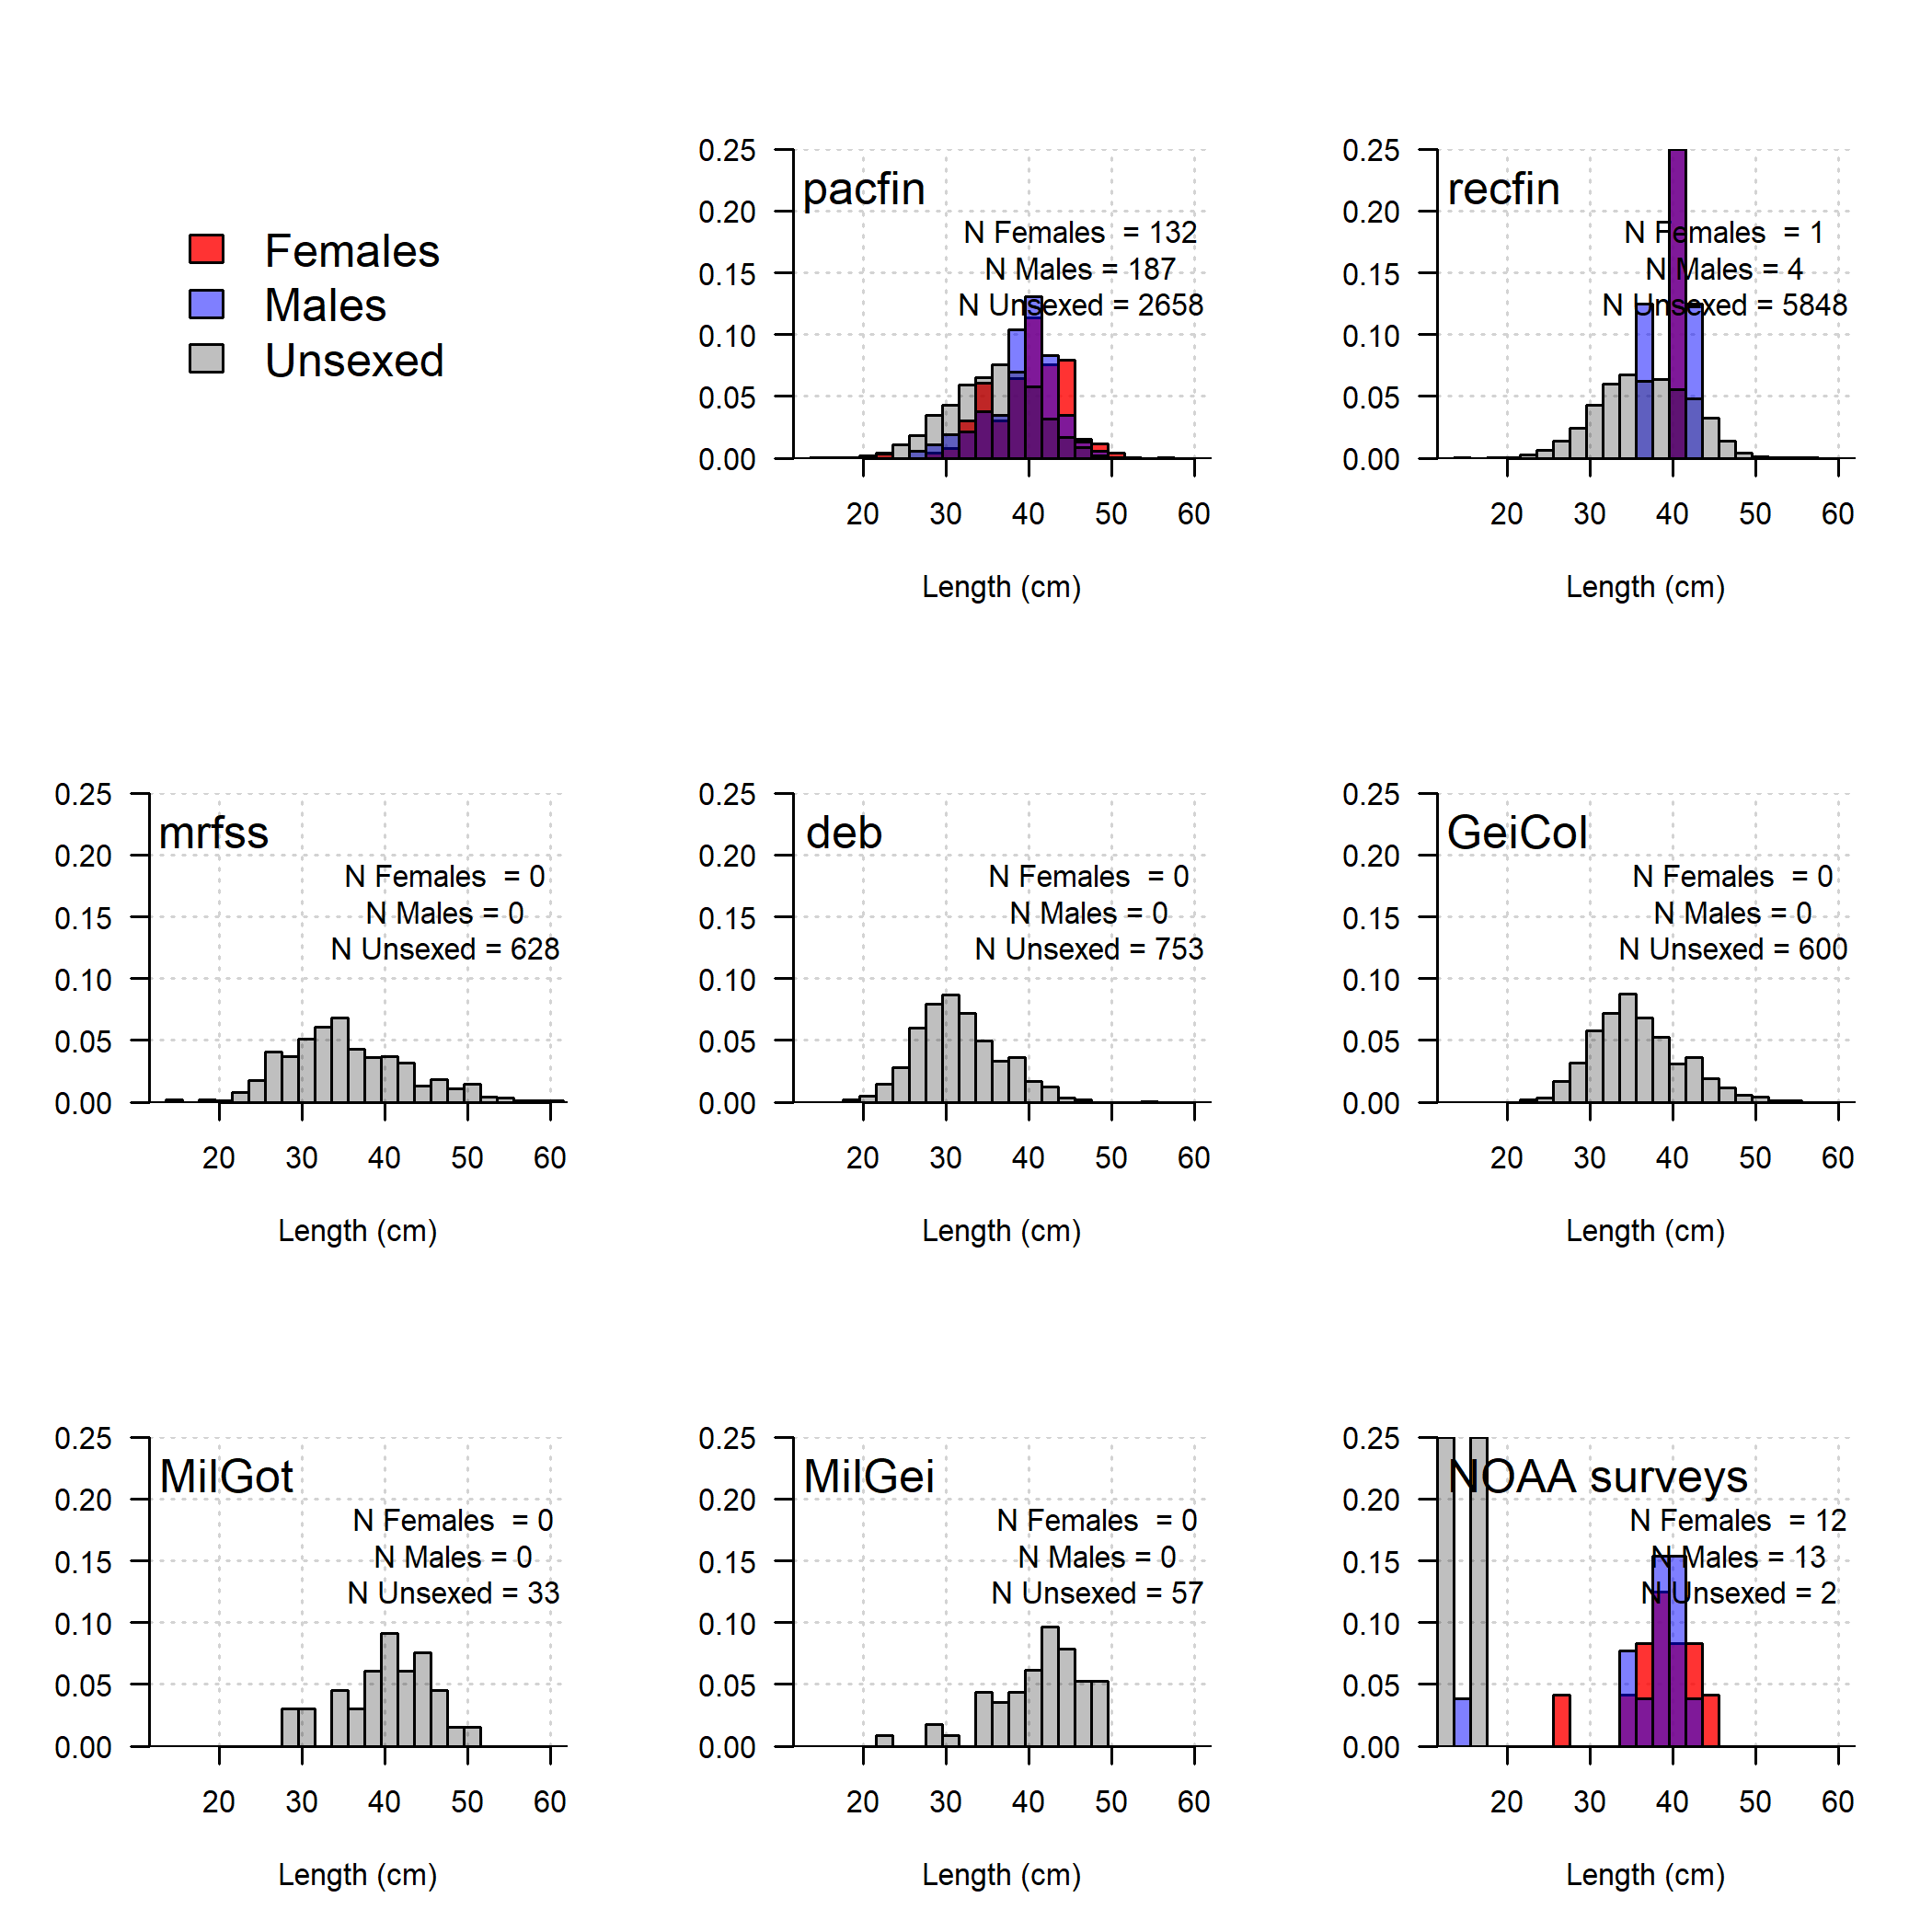 Females
Males
Unsexed
0.25
0.20
0.15
0.10
0.05
0.00
pacfin
N Females  = 132
N Males = 187
N Unsexed = 2658
20 30 40 50 60
Length (cm)
0.25
0.20
0.15
0.10
0.05
0.00
recfin
N Females  = 1
N Males = 4
N Unsexed = 5848
20 30 40 50 60
Length (cm)
0.25
0.20
0.15
0.10
0.05
0.00
mrfss
N Females  = 0
N Males = 0
N Unsexed = 628
20 30 40 50 60
Length (cm)
0.25
0.20
0.15
0.10
0.05
0.00
deb
N Females  = 0
N Males = 0
N Unsexed = 753
20 30 40 50 60
Length (cm)
0.25
0.20
0.15
0.10
0.05
0.00
GeiCol
N Females  = 0
N Males = 0
N Unsexed = 600
20 30 40 50 60
Length (cm)
0.25
0.20
0.15
0.10
0.05
0.00
MilGot
N Females  = 0
N Males = 0
N Unsexed = 33
20 30 40 50 60
Length (cm)
0.25
0.20
0.15
0.10
0.05
0.00
MilGei
N Females  = 0
N Males = 0
N Unsexed = 57
20 30 40 50 60
Length (cm)
0.25
0.20
0.15
0.10
0.05
0.00
NOAA surveys
N Females  = 12
N Males = 13
N Unsexed = 2
20 30 40 50 60
Length (cm)